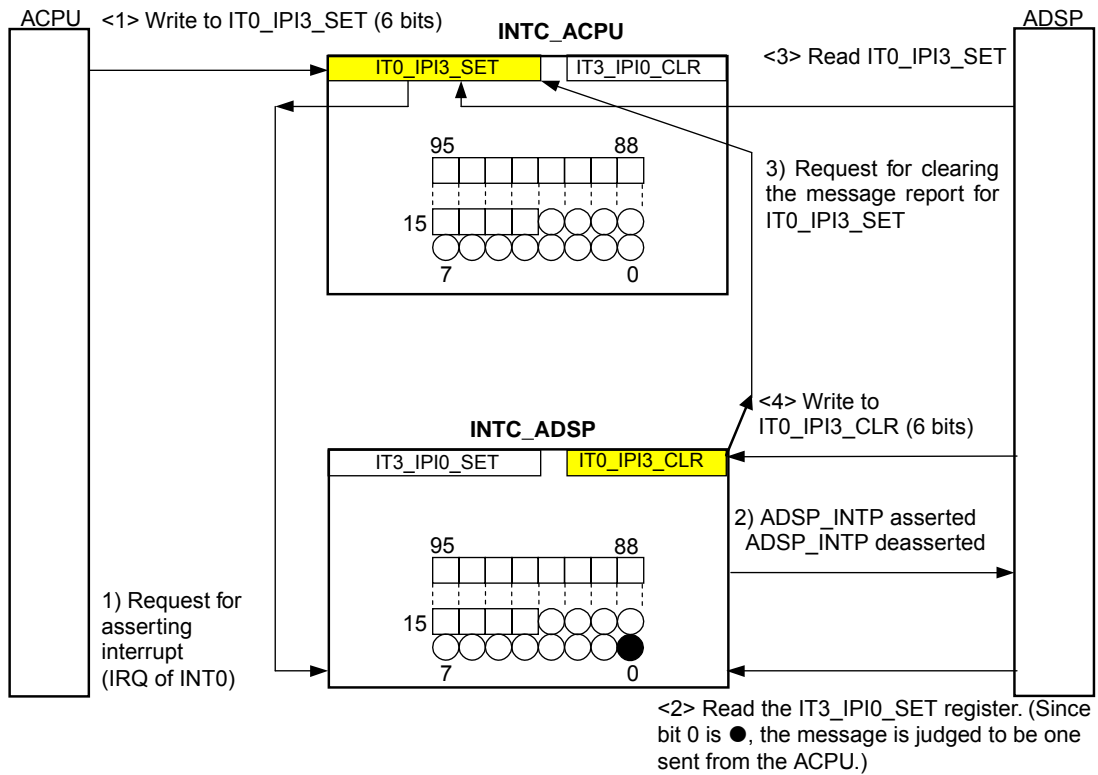 ACPU
<1> Write to IT0_IPI3_SET (6 bits)
INTC_ACPU
ADSP
IT0_IPI3_SET
IT3_IPI0_CLR
<3> Read IT0_IPI3_SET
95
88
15
7
0
3) Request for clearing
the message report for
IT0_IPI3_SET
<4> Write to
IT0_IPI3_CLR (6 bits)
INTC_ADSP
IT3_IPI0_SET
IT0_IPI3_CLR
2) ADSP_INTP asserted
ADSP_INTP deasserted
95
88
15
7
0
1) Request for
asserting
interrupt
(IRQ of INT0)
<2> Read the IT3_IPI0_SET register. (Since
bit 0 is ●, the message is judged to be one
sent from the ACPU.)